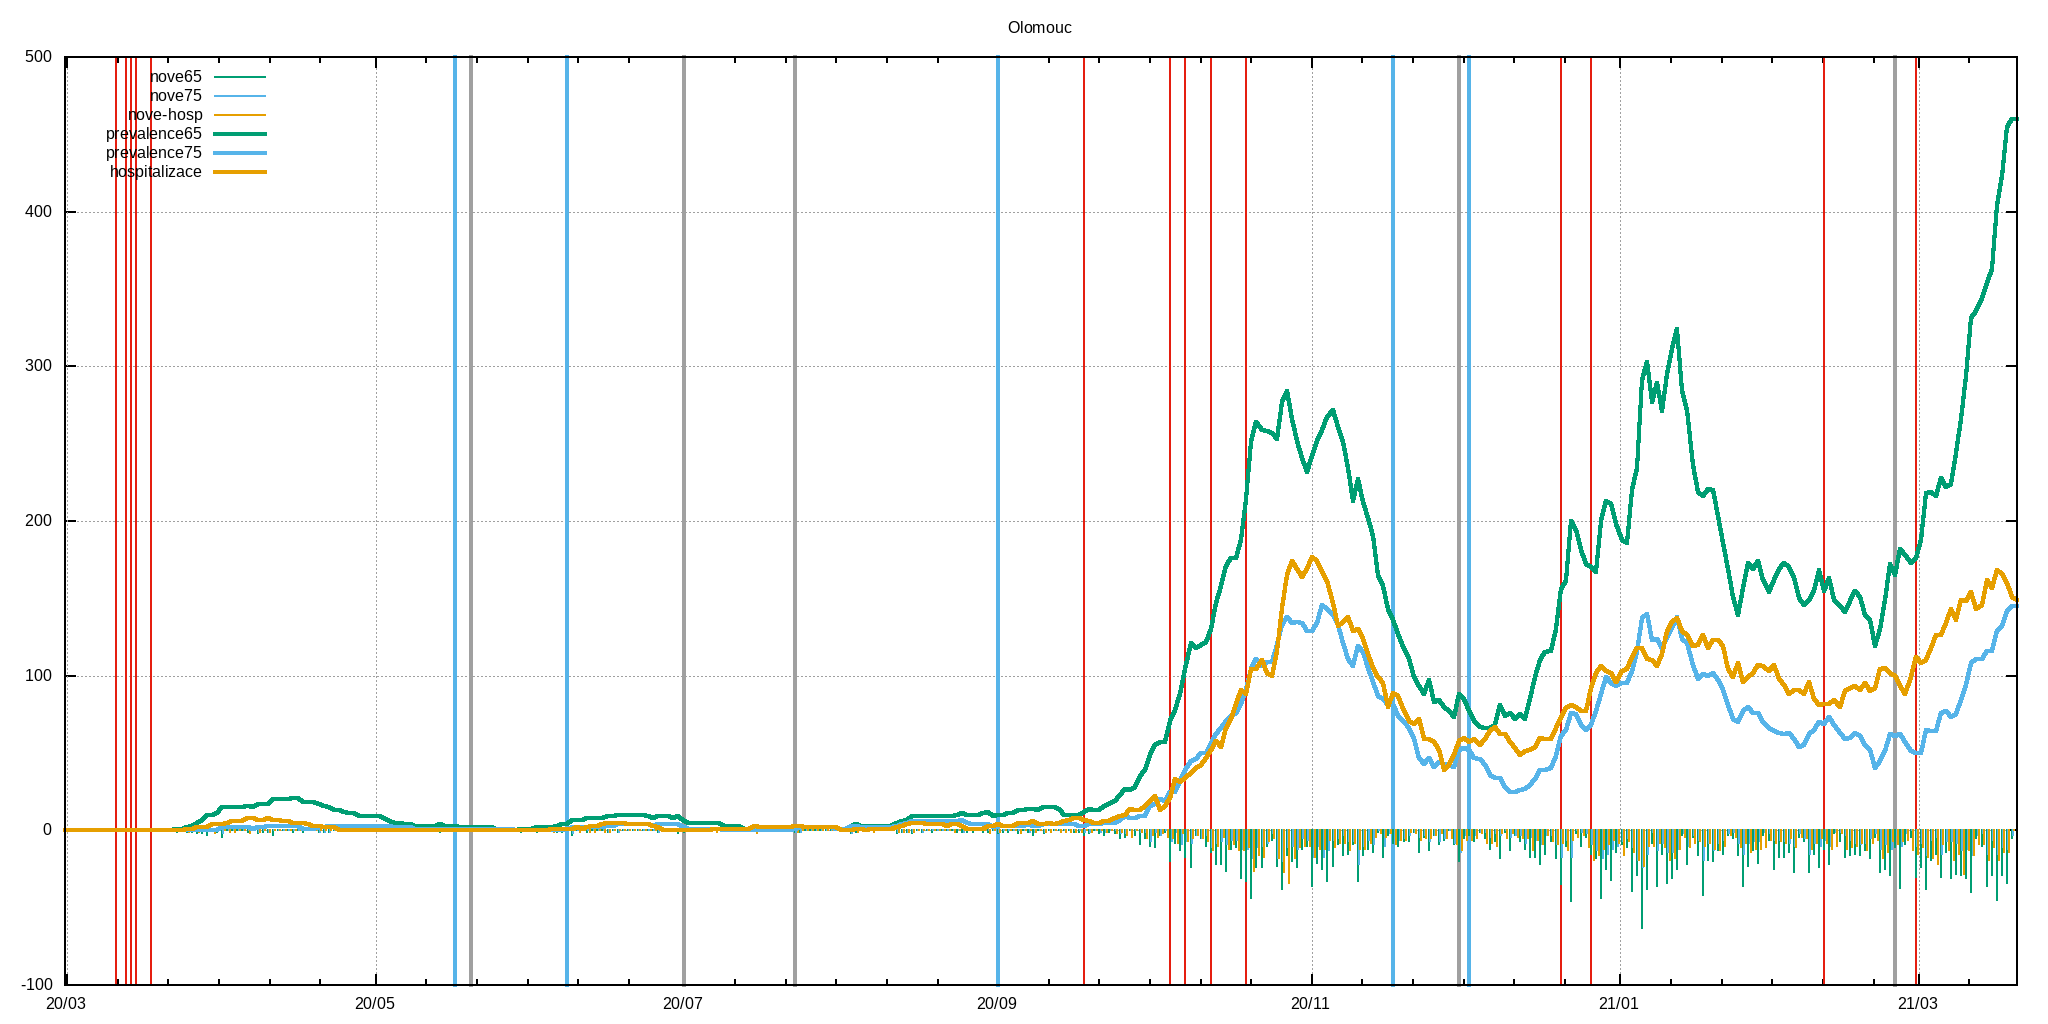 Olomouc
500
400
300
200
100
0
-100
nove65
nove75
nove-hosp
prevalence65
prevalence75
hospitalizace
20/03 20/05 20/07 20/09 20/11 21/01 21/03